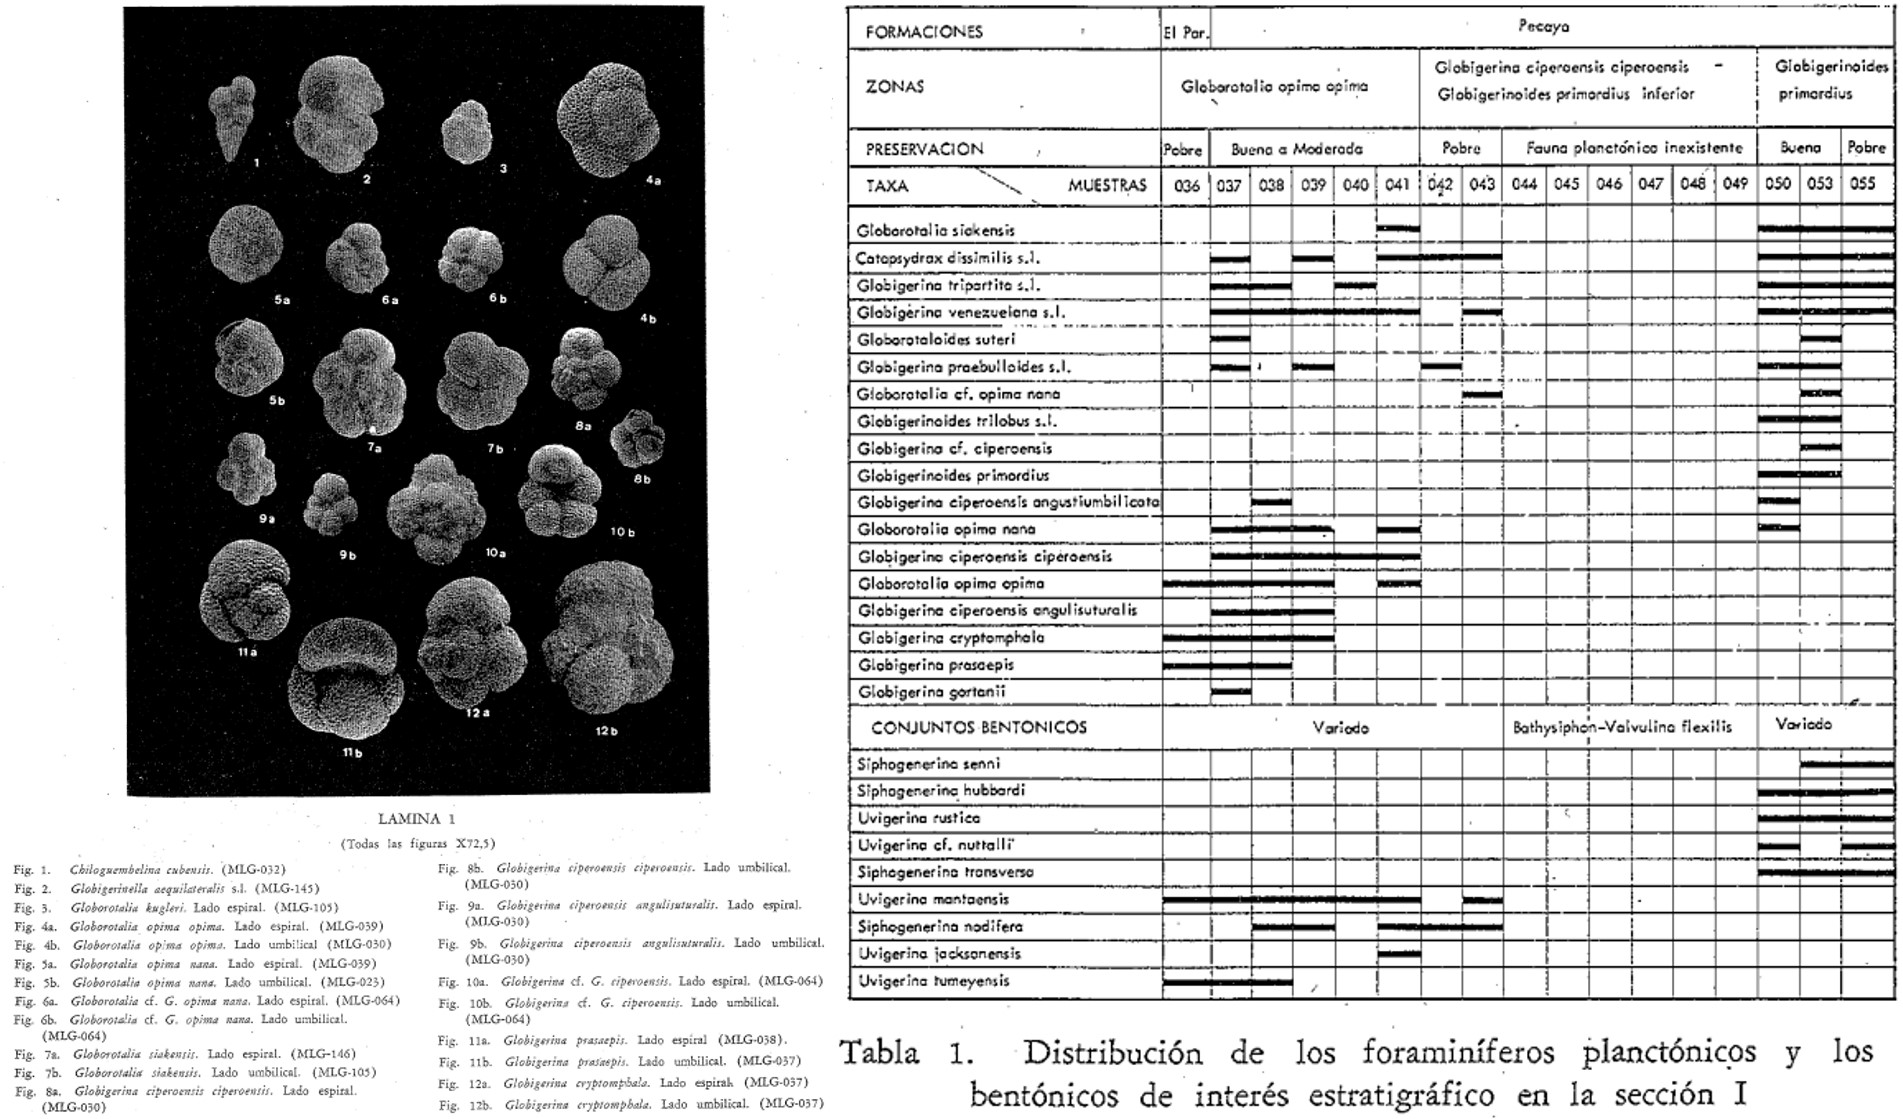 1
2
3
4a
5a
6a
6b
4b
5b
7a
7b
8a
8b
9a
9b
10a
10b
11a
11b
12a
12b
LAMINA 1
(Todas las figuras X72,5)
Fig. 1. Chiloguembelina cubensis. (MLG-032)
Fig. 2. Globigerinella aequilateralis s.l. (MLG-145)
Fig. 3. Globorotalia kugleri. Lado espiral. (MLG-105)
Fig. 4a. Globorotalia opima opima. Lado espiral. (MLG-039)
Fig. 4b. Globorotalia opima opima. Lado umbilical (MLG-030)
Fig. 5a. Globorotalia opima nana. Lado espiral. (MLG-039)
Fig. 5b. Globorotalia opima nana. Lado umbilical. (MLG-023)
Fig. 6a. Globorotalia cf. G. opima nana. Lado espiral. (MLG-064)
Fig. 6b. Globorotalia cf. G. opima nana. Lado umbilical.
(MLG-064)
Fig. 7a. Globorotalia siakensis. Lado espiral. (MLG-146)
Fig. 7b. Globorotalia siakensis. Lado umbilical. (MLG-105)
Fig. 8a. Globigerina ciperoensis ciperoensis. Lado espiral.
(MLG-030)
Fig. 8b. Globigerina ciperoensis ciperoensis. Lado umbilical.
(MLG-030)
Fig. 9a. Globigerina ciperoensis angulisuturalis. Lado espiral.
(MLG-030)
Fig. 9b. Globigerina ciperoensis angulisuturalis. Lado umbilical.
(MLG-030)
Fig. 10a. Globigerina cf. G. ciperoensis. Lado espiral. (MLG-064)
Fig. 10b. Globigerina cf. G. ciperoensis. Lado umbilical.
(MLG-064)
Fig. 11a. Globigerina prasaepis. Lado espiral (MLG-038).
Fig. 11b. Globigerina prasaepis. Lado umbilical. (MLG-037)
Fig. 12a. Globigerina cryptomphala. Lado espiral. (MLG-037)
Fig. 12b. Globigerina cryptomphala. Lado umbilical. (MLG-037)
FORMACIONES El Par. Pecaya
ZONAS Globorotalia opima opima Globigerina ciperoensis ciperoensis - Globigerinoides primordius inferior Globigerinoides primordius
PRESERVACION Pobre Buena a Moderada Pobre Fauna planctónica inexistente Buena Pobre
TAXA MUESTRAS 036 037 038 039 040 041 042 043 044 045 046 047 048 049 050 053 055
Globorotalia siakensis
Catapsydrax dissimilis s.l.
Globigerina tripartita s.l.
Globigerina venezuelana s.l.
Globorotaloides suteri
Globigerina praebulloides s.l.
Globorotalia cf. opima nana
Globigerinoides trilobus s.l.
Globigerina cf. ciperoensis
Globigerinoides primordius
Globigerina ciperoensis angustiumbilicata
Globorotalia opima nana
Globigerina ciperoensis ciperoensis
Globorotalia opima opima
Globigerina ciperoensis angulisuturalis
Globigerina cryptomphala
Globigerina prasaepis
Globigerina gortanii
CONJUNTOS BENTONICOS Variado Bathysiphon-Valvulina flexilis Variado
Siphogenerina senni
Siphogenerina hubbardi
Uvigerina rustica
Uvigerina cf. nuttalli
Siphogenerina transversa
Uvigerina mantaensis
Siphogenerina nodifera
Uvigerina jacksonensis
Uvigerina tumeyensis
Tabla 1. Distribución de los foraminíferos planctónicos y los
bentónicos de interés estratigráfico en la sección I